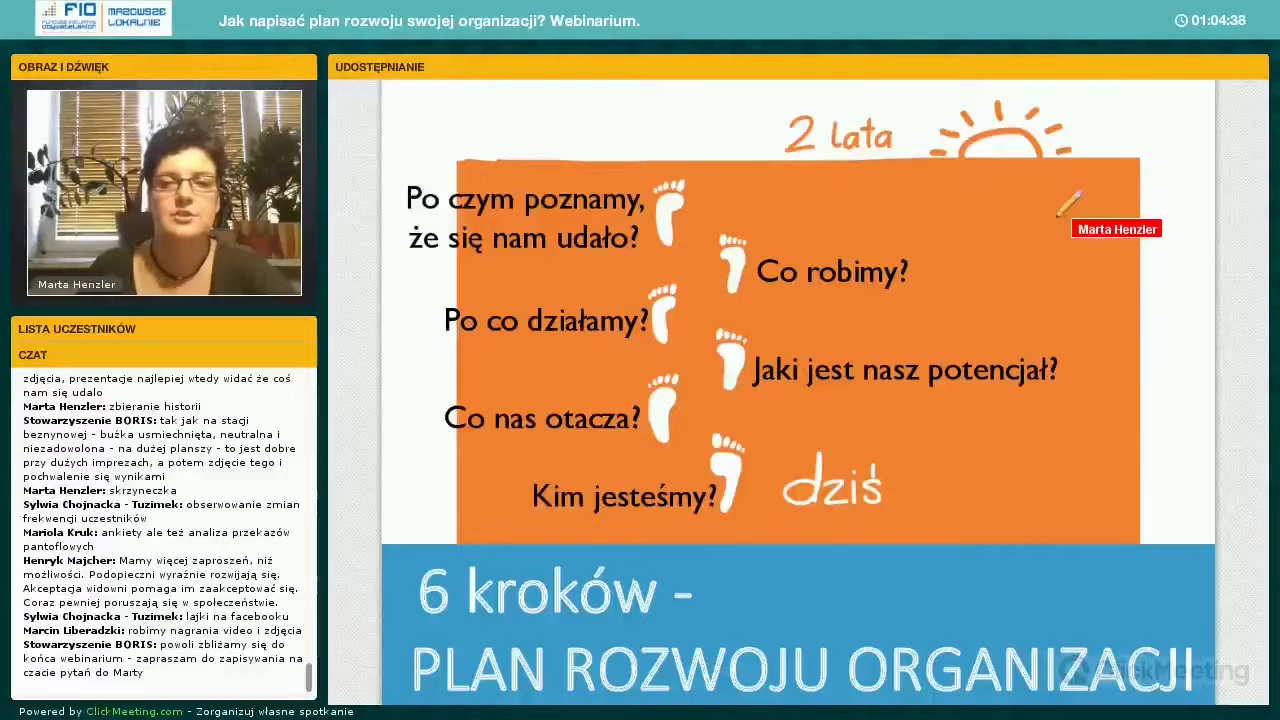 FIO
MAZOWSZE
LOKALNIE
Jak napisać plan rozwoju swojej organizacji? Webinarium.
01:04:38
OBRAZ I DŹWIĘK
Marta Henzler
LISTA UCZESTNIKÓW
CZAT
zdjęcia, prezentacje najlepiej wtedy widać że coś
nam się udalo
Marta Henzler: zbieranie historii
Stowarzyszenie BORIS: tak jak na stacji
bezynowej - buźka usmiechnięta, neutralna i
niezadowolona - na dużej planszy - to jest dobre
przy dużych imprezach, a potem zdjęcie tego i
pochwalenie się wynikami
Marta Henzler: skrzyneczka
Sylwia Chojnacka - Tuzimek: obserwowanie zmian
frekwencji uczestników
Mariola Kruk: ankiety ale też analiza przekazów
pantoflowych
Henryk Majcher: Mamy więcej zaproszeń, niż
możliwości. Podopieczni wyraźnie rozwijają się.
Akceptacja widowni pomaga im zaakceptować się.
Coraz pewniej poruszają się w społeczeństwie.
Sylwia Chojnacka - Tuzimek: lajki na facebooku
Marcin Liberadzki: robimy nagrania video i zdjęcia
Stowarzyszenie BORIS: powoli zbliżamy się do
końca webinarium - zapraszam do zapisywania na
czacie pytań do Marty
UDOSTĘPNIANIE
2 lata
Po czym poznamy,
że się nam udało?
Marta Henzler
Co robimy?
Po co działamy?
Jaki jest nasz potencjał?
Co nas otacza?
Kim jesteśmy?
dziś
6 kroków -
PLAN ROZWOJU ORGANIZACJI
ClickMeeting
Powered by ClickMeeting.com - Zorganizuj własne spotkanie